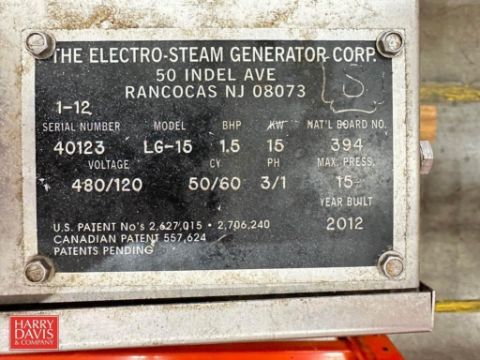 THE ELECTRO-STEAM GENERATOR CORP.
50 INDEL AVE
RANCOCAS NJ 08073
1-12
SERIAL NUMBER MODEL BHP KW NAT'L BOARD NO.
40123 LG-15 1.5 15 394
VOLTAGE CY PH MAX. PRESS.
480/120 50/60 3/1 15
YEAR BUILT
U.S. PATENT No's 2,627,015 • 2,706,240 2012
CANADIAN PATENT 557,624
PATENTS PENDING
HARRY
DAVIS
& COMPANY